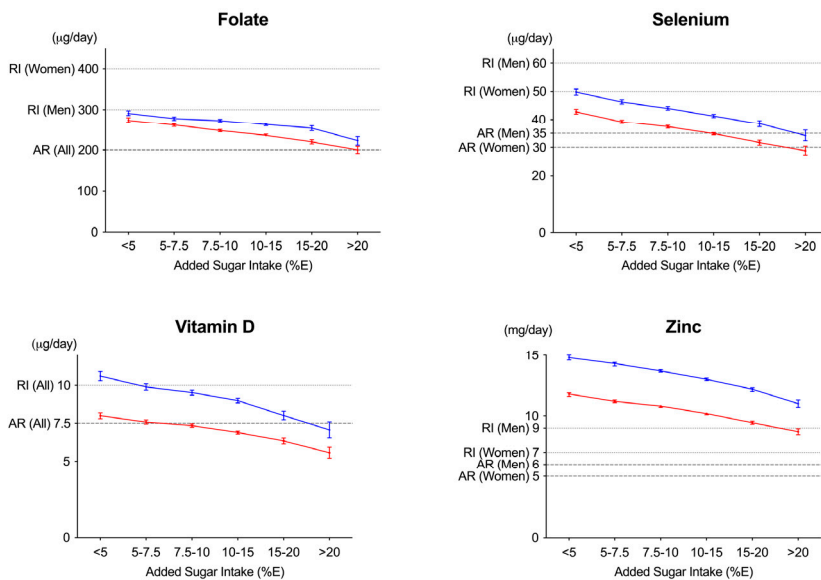 Folate
(μg/day)
RI (Women) 400
RI (Men) 300
AR (All) 200
100
0
<5 5-7.5 7.5-10 10-15 15-20 >20
Added Sugar Intake (%E)
Selenium
(μg/day)
RI (Men) 60
RI (Women) 50
40
AR (Men) 35
AR (Women) 30
20
0
<5 5-7.5 7.5-10 10-15 15-20 >20
Added Sugar Intake (%E)
Vitamin D
(μg/day)
RI (All) 10
AR (All) 7.5
5
0
<5 5-7.5 7.5-10 10-15 15-20 >20
Added Sugar Intake (%E)
Zinc
(mg/day)
15
10
RI (Men) 9
RI (Women) 7
AR (Men) 6
AR (Women) 5
0
<5 5-7.5 7.5-10 10-15 15-20 >20
Added Sugar Intake (%E)